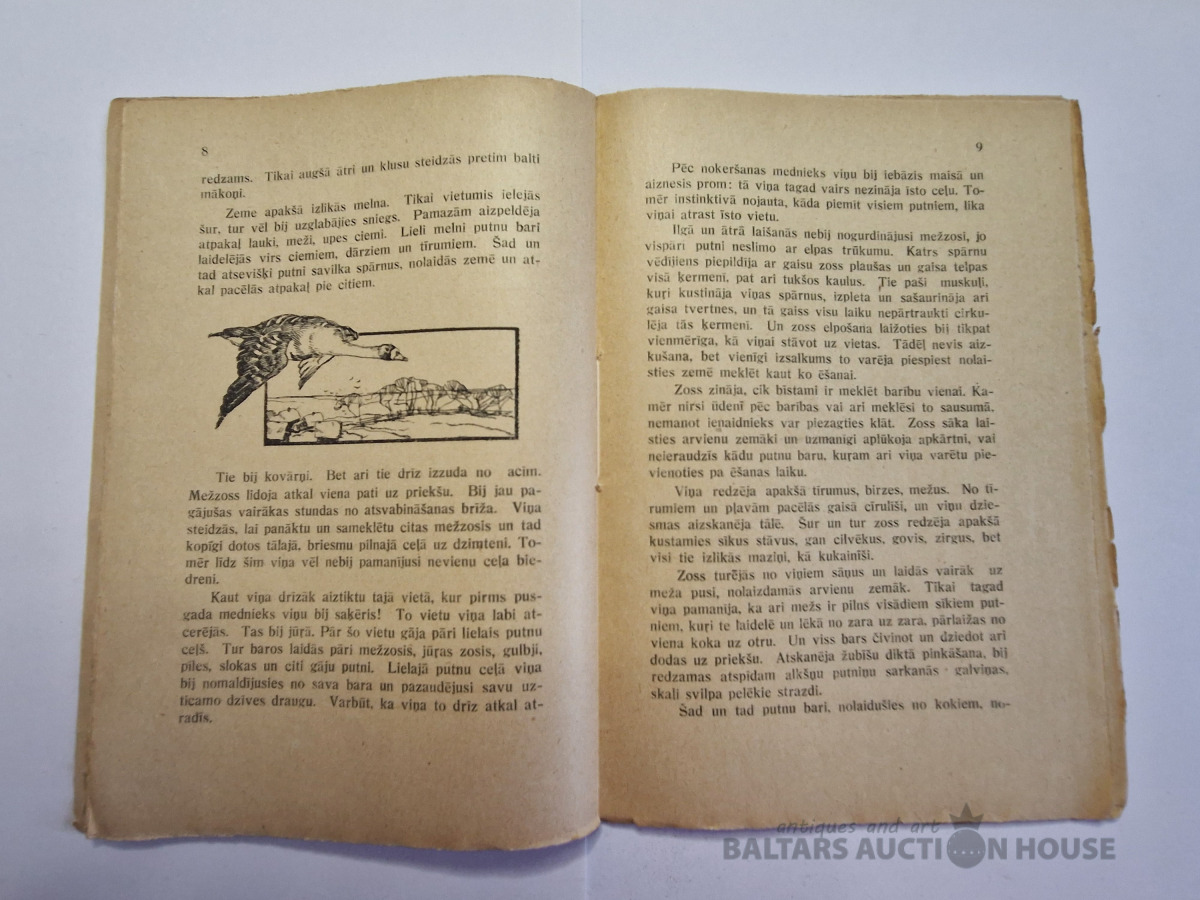 8
redzams. Tikai augšā ātri un klusu steidzās pretim balti
mākoņi.
Zeme apakšā izlikās melna. Tikai vietumis ielejās
šur, tur vēl bij uzglabājies sniegs. Pamazām aizpeldēja
atpakaļ lauki, meži, upes ciemi. Lieli melni putnu bari
laidelējās virs ciemiem, dārziem un tīrumiem. Šad un
tad atsevišķi putni savilka spārnus, nolaidās zemē un at-
kal pacēlās atpakaļ pie citiem.
Tie bij kovārņi. Bet ari tie drīz izzuda no acīm.
Mežzoss lidoja atkal viena pati uz priekšu. Bij jau pa-
gājušas vairākas stundas no atsvabināšanas brīža. Viņa
steidzās, lai panāktu un sameklētu citas mežzosis un tad
kopīgi dotos tālajā, briesmu pilnajā ceļā uz dzimteni. To-
mēr līdz šim viņa vēl nebij pamanījusi nevienu ceļa bie-
dreni.
Kaut viņa drīzāk aiztiktu tajā vietā, kur pirms pus-
gada mednieks viņu bij saķēris! To vietu viņa labi at-
cerējās. Tas bij jūrā. Pār šo vietu gāja pāri lielais putnu
ceļš. Tur baros laidās pāri mežzosis, jūras zosis, gulbji,
pīles, slokas un citi gāju putni. Lielajā putnu ceļā viņa
bij nomaldījusies no sava bara un pazaudējusi savu uz-
ticamo dzīves draugu. Varbūt, ka viņa to drīz atkal at-
radīs.
9
Pēc noķeršanas mednieks viņu bij iebāzis maisā un
aiznesis prom: tā viņa tagad vairs nezināja īsto ceļu. To-
mēr instinktivā nojauta, kāda piemit visiem putniem, lika
viņai atrast īsto vietu.
Ilgā un ātrā laišanās nebij nogurdinājusi mežzosi, jo
vispāri putni neslimo ar elpas trūkumu. Katrs spārnu
vēdijiens piepildīja ar gaisu zoss plaušas un gaisa telpas
visā ķermenī, pat ari tukšos kaulus. Tie paši muskuļi,
kuŗi kustināja viņas spārnus, izpleta un sašaurināja ari
gaisa tvertnes, un tā gaiss visu laiku nepārtraukti cirku-
lēja tās ķermenī. Un zoss elpošana laižoties bij tikpat
vienmērīga, kā viņai stāvot uz vietas. Tādēļ nevis aiz-
kušana, bet vienīgi izsalkums to varēja piespiest nolai-
sties zemē meklēt kaut ko ēšanai.
Zoss zināja, cik bīstami ir meklēt barību vienai. Ka-
mēr nirsi ūdenī pēc barības vai ari meklēsi to sausumā,
nemanot ienaidnieks var piezagties klāt. Zoss sāka lai-
sties arvienu zemāki un uzmanīgi aplūkoja apkārtni, vai
neieraudzīs kādu putnu baru, kuŗam ari viņa varētu pie-
vienoties pa ēšanas laiku.
Viņa redzēja apakšā tīrumus, birzes, mežus. No tī-
rumiem un pļavām pacēlās gaisā cīruliši, un viņu dzie-
smas aizskanēja tālē. Šur un tur zoss redzēja apakšā
kustamies sīkus stāvus, gan cilvēkus, govis, zirgus, bet
visi tie izlikās maziņi, kā kukainīši.
Zoss turējās no viņiem sāņus un laidās vairāk uz
meža pusi, nolaizdamās arvienu zemāk. Tikai tagad
viņa pamanīja, ka ari mežs ir pilns visādiem sīkiem put-
niem, kuŗi te laidelē un lēkā no zara uz zara, pārlaižas no
viena koka uz otru. Un viss bars čivinot un dziedot ari
dodas uz priekšu. Atskanēja žubīšu diktā pinkāšana, bij
redzamas atspīdam alkšņu putniņu sarkanās galviņas,
skaļi svilpa pelēkie strazdi.
Šad un tad putnu bari, nolaidušies no kokiem, no-
antiques and art
BALTARS AUCTION HOUSE